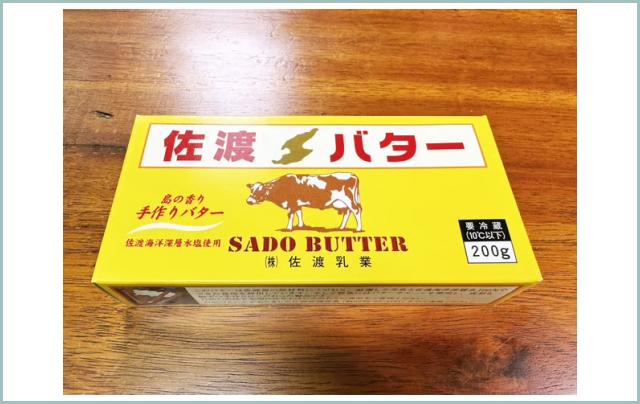 佐渡バター
島の香り
手作りバター
佐渡海洋深層水塩使用
SADO BUTTER
(株)佐渡乳業
要冷蔵
(10℃以下)
200g